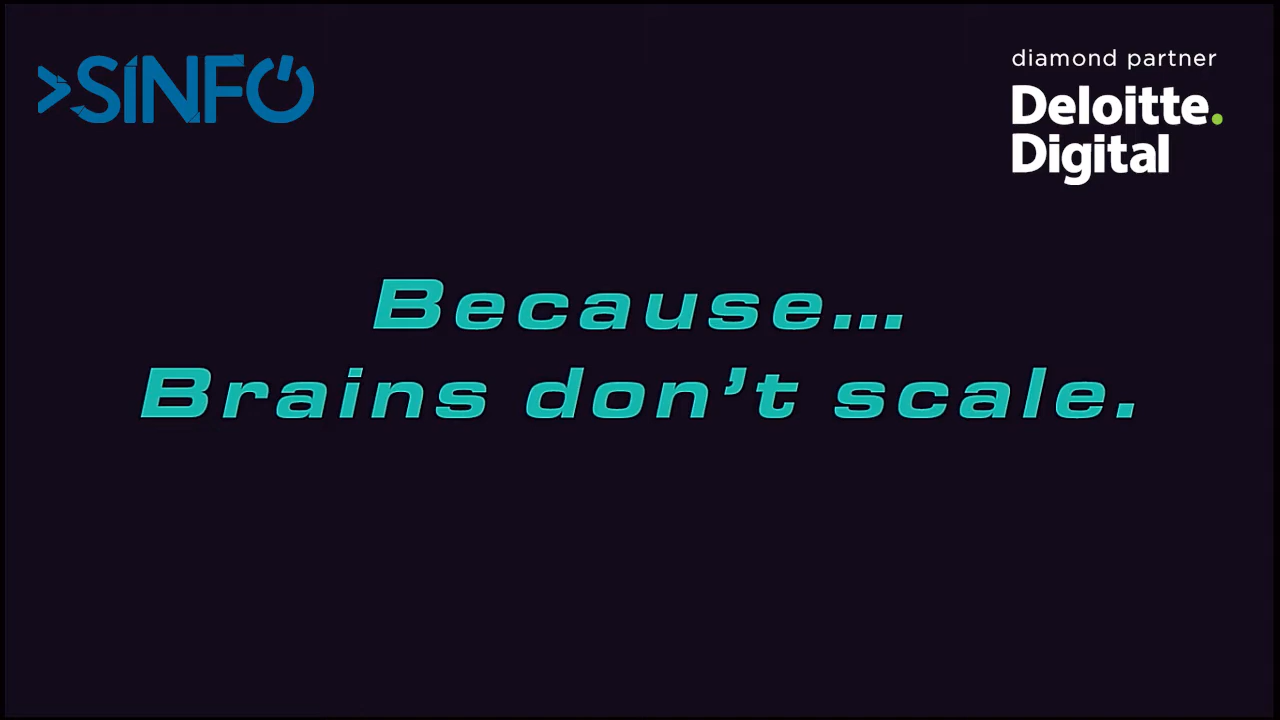 >SINFO
diamond partner
Deloitte.
Digital
Because...
Brains don’t scale.